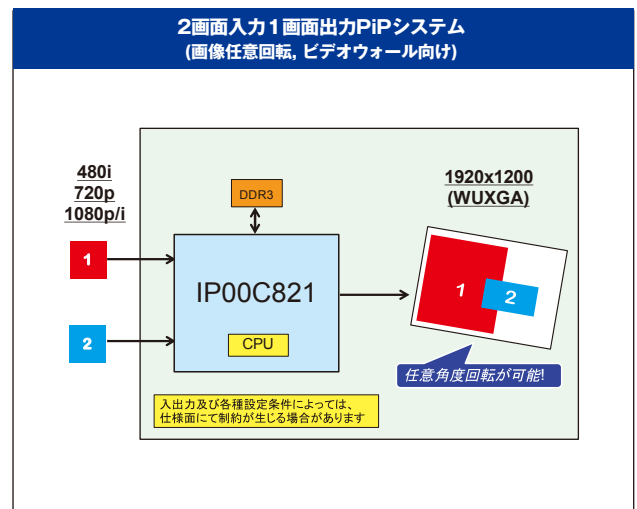 2画面入力1画面出力PiPシステム
(画像任意回転, ビデオウォール向け)
480i
720p
1080p/i
DDR3
1920x1200
(WUXGA)
1
IP00C821
1
2
2
CPU
任意角度回転が可能!
入出力及び各種設定条件によっては、
仕様面にて制約が生じる場合があります